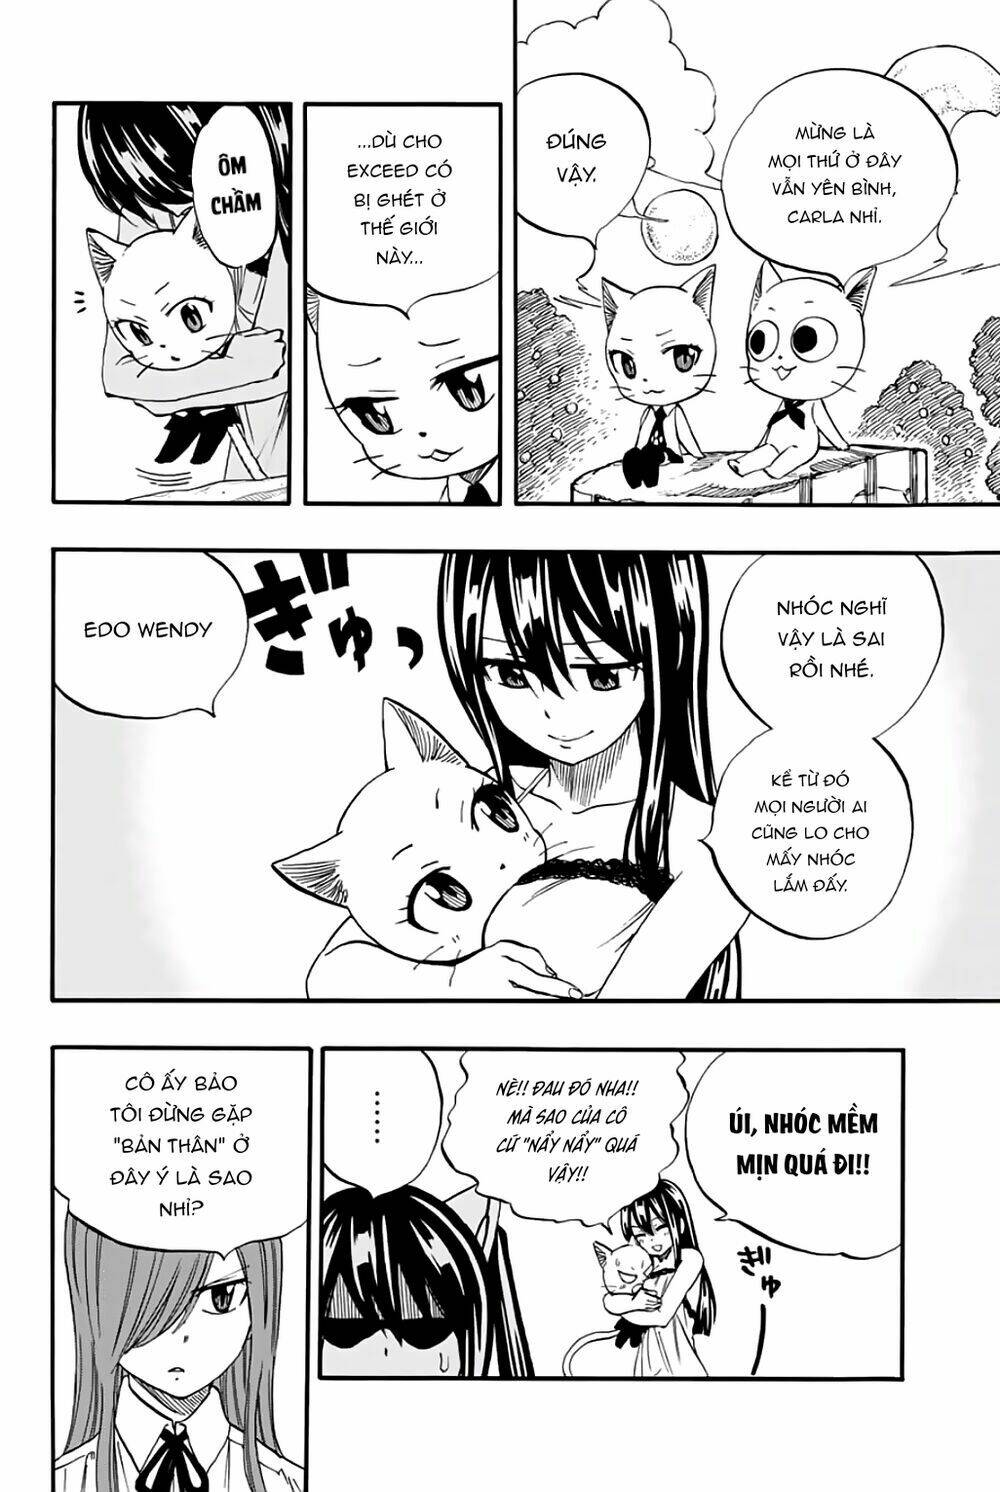 MỪNG LÀ
MỌI THỨ Ở ĐÂY
VẪN YÊN BÌNH,
CARLA NHỈ.
ĐÚNG
VẬY.
...DÙ CHO
EXCEED CÓ
BỊ GHÉT Ở
THẾ GIỚI
NÀY...
ÔM
CHẦM
NHÓC NGHĨ
VẬY LÀ SAI
RỒI NHÉ.
KỂ TỪ ĐÓ
MỌI NGƯỜI AI
CŨNG LO CHO
MẤY NHÓC
LẮM ĐẤY.
ぎゅっ
EDO WENDY
ÚI, NHÓC MỀM
MỊN QUÁ ĐI!!
ぎゅ
NÈ!! ĐAU ĐÓ NHA!!
MÀ SAO CỦA CÔ
CỨ "NẨY NẨY" QUÁ
VẬY!!
......
CÔ ẤY BẢO
TÔI ĐỪNG GẶP
"BẢN THÂN" Ở
ĐÂY Ý LÀ SAO
NHỈ?